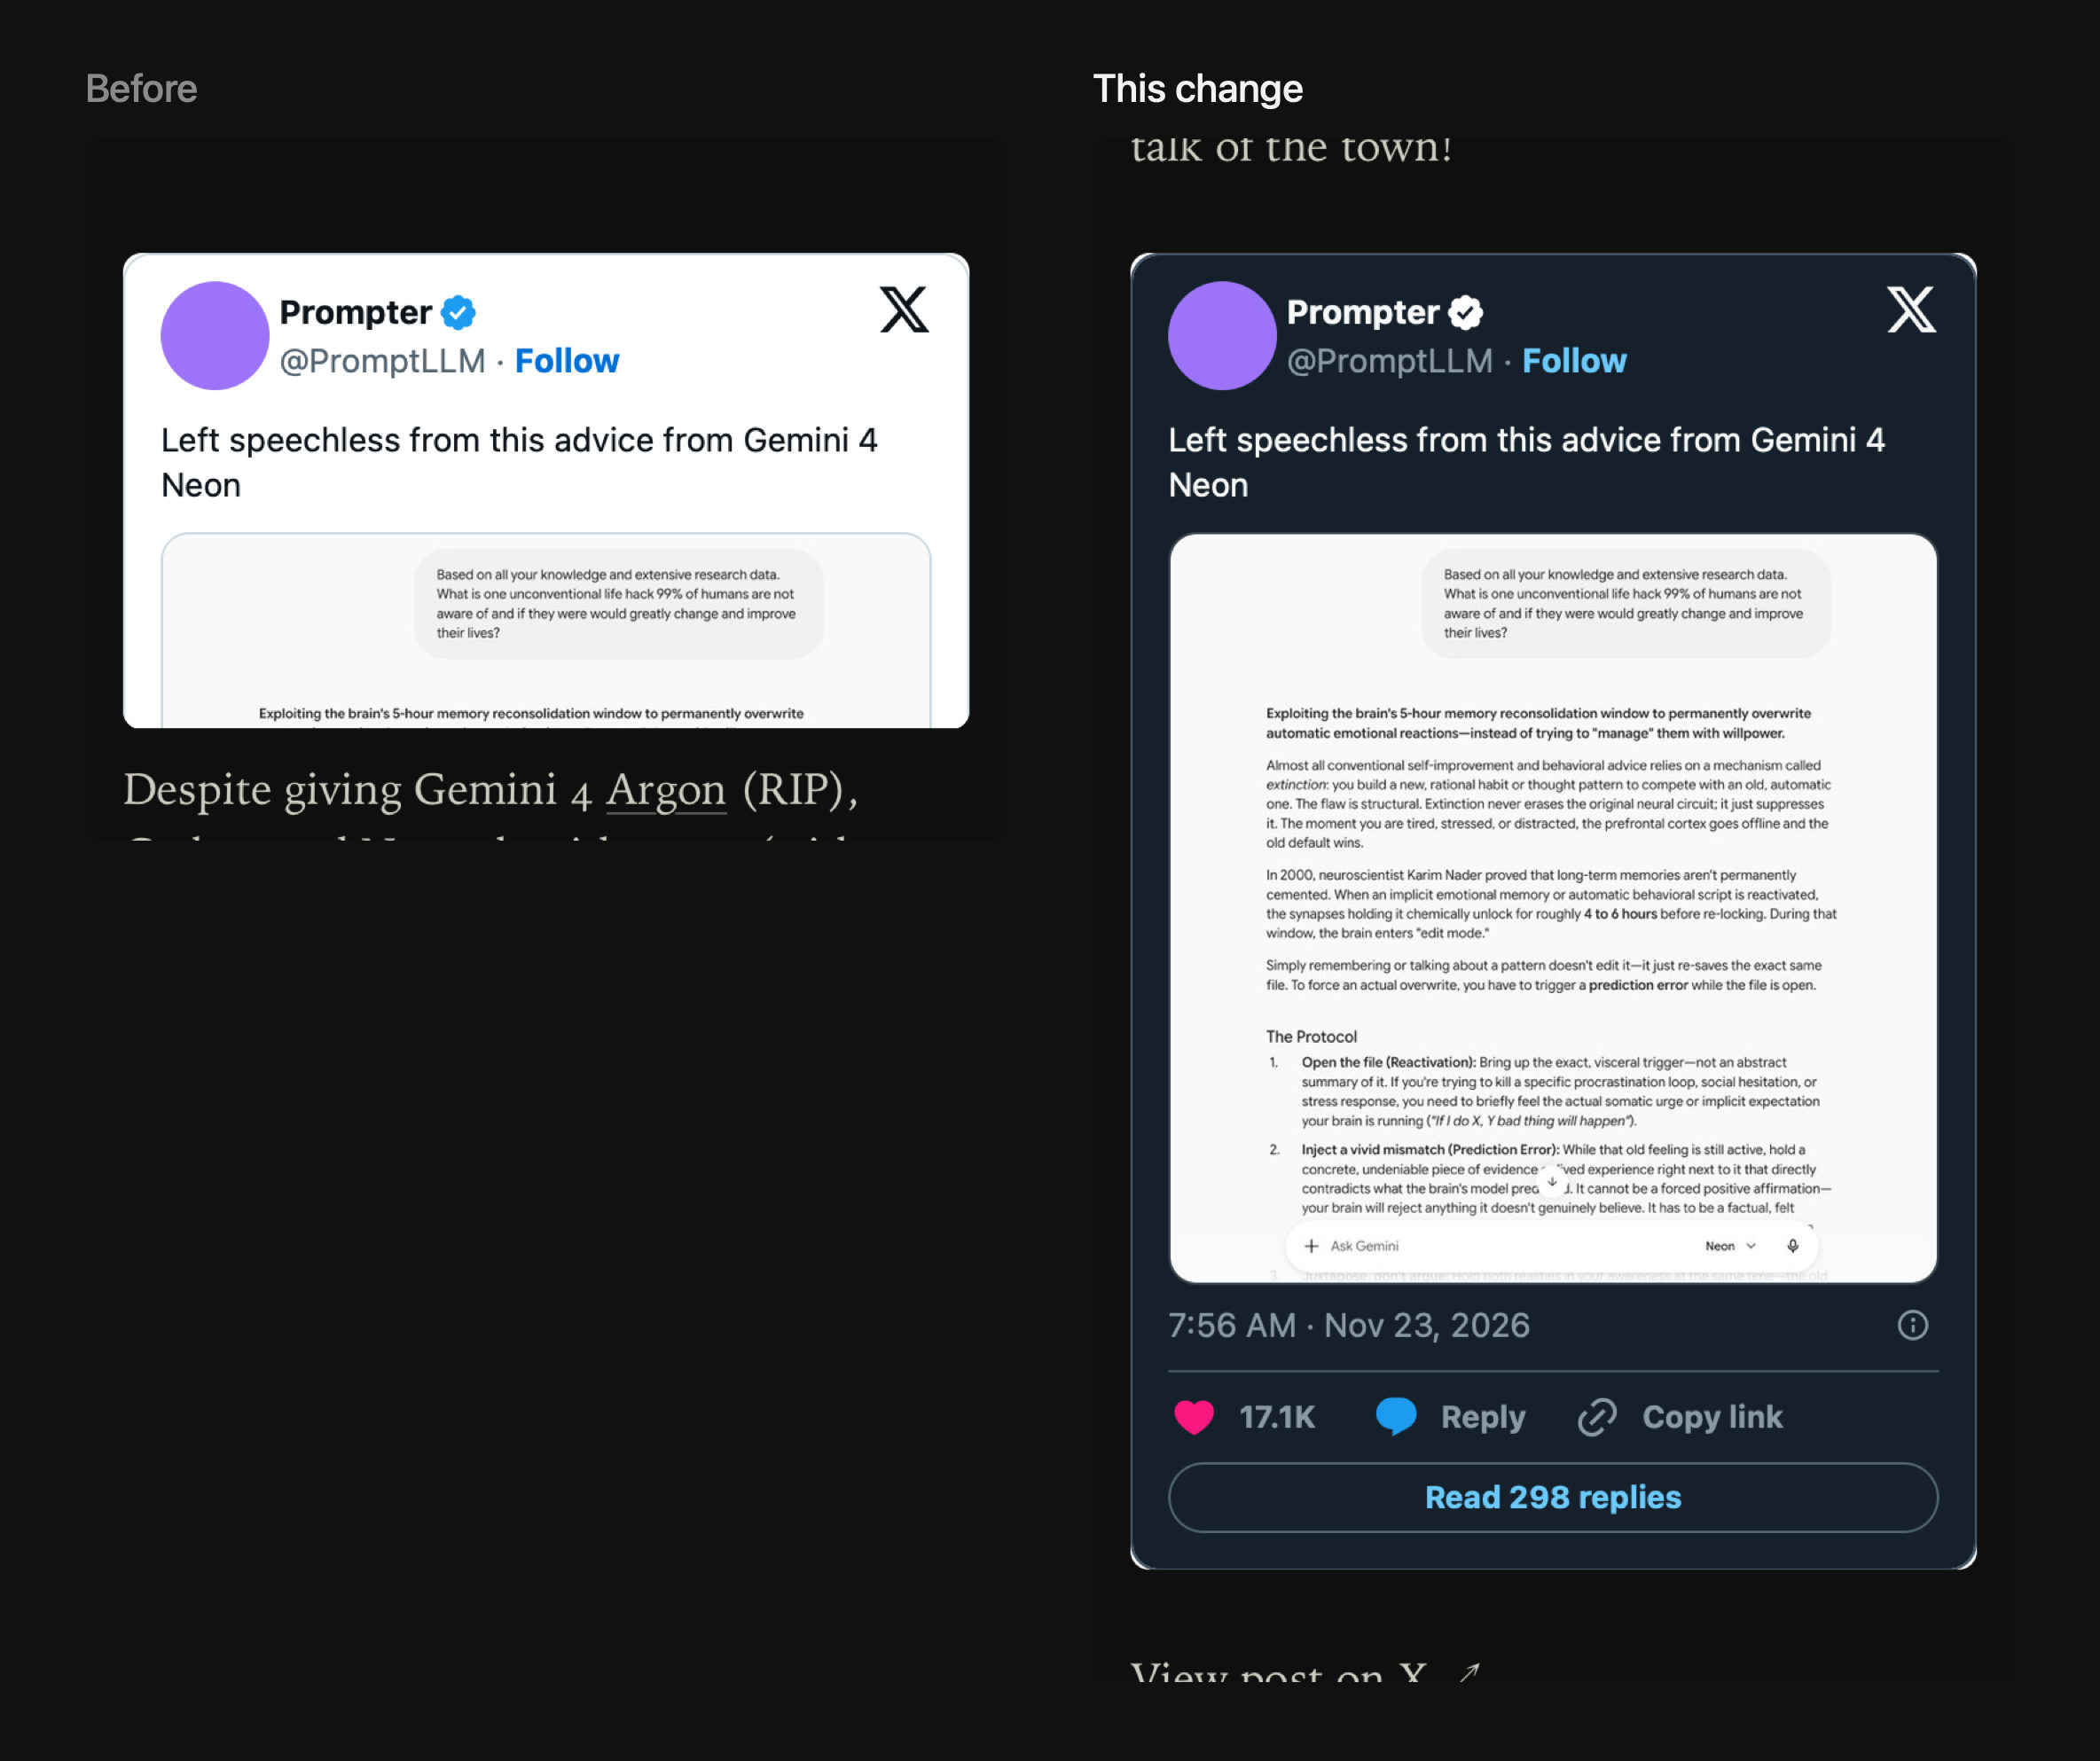 Before
Prompter
@PromptLLM · Follow
Left speechless from this advice from Gemini 4
Neon
Based on all your knowledge and extensive research data.
What is one unconventional life hack 99% of humans are not
aware of and if they were would greatly change and improve
their lives?
Exploiting the brain's 5-hour memory reconsolidation window to permanently overwrite
Despite giving Gemini 4 Argon (RIP),
This change
talk of the town!
Prompter
@PromptLLM · Follow
Left speechless from this advice from Gemini 4
Neon
Based on all your knowledge and extensive research data.
What is one unconventional life hack 99% of humans are not
aware of and if they were would greatly change and improve
their lives?
Exploiting the brain's 5-hour memory reconsolidation window to permanently overwrite
automatic emotional reactions—instead of trying to "manage" them with willpower.
Almost all conventional self-improvement and behavioral advice relies on a mechanism called
extinction: you build a new, rational habit or thought pattern to compete with an old, automatic
one. The flaw is structural. Extinction never erases the original neural circuit; it just suppresses
it. The moment you are tired, stressed, or distracted, the prefrontal cortex goes offline and the
old default wins.
In 2000, neuroscientist Karim Nader proved that long-term memories aren't permanently
cemented. When an implicit emotional memory or automatic behavioral script is reactivated,
the synapses holding it chemically unlock for roughly 4 to 6 hours before re-locking. During that
window, the brain enters "edit mode."
Simply remembering or talking about a pattern doesn't edit it—it just re-saves the exact same
file. To force an actual overwrite, you have to trigger a prediction error while the file is open.
The Protocol
1. Open the file (Reactivation): Bring up the exact, visceral trigger—not an abstract
summary of it. If you're trying to kill a specific procrastination loop, social hesitation, or
stress response, you need to briefly feel the actual somatic urge or implicit expectation
your brain is running ("If I do X, Y bad thing will happen").
2. Inject a vivid mismatch (Prediction Error): While that old feeling is still active, hold a
concrete, undeniable piece of evidence experience right next to it that directly
contradicts what the brain's model It cannot be a forced positive affirmation—
your brain will reject anything it doesn't genuinely believe. It has to be a factual, felt
Ask Gemini Neon
3. Juxtapose, don't argue: Hold both realities in your awareness at the same time—the old
7:56 AM · Nov 23, 2026
17.1K Reply Copy link
Read 298 replies
View post on X ↗